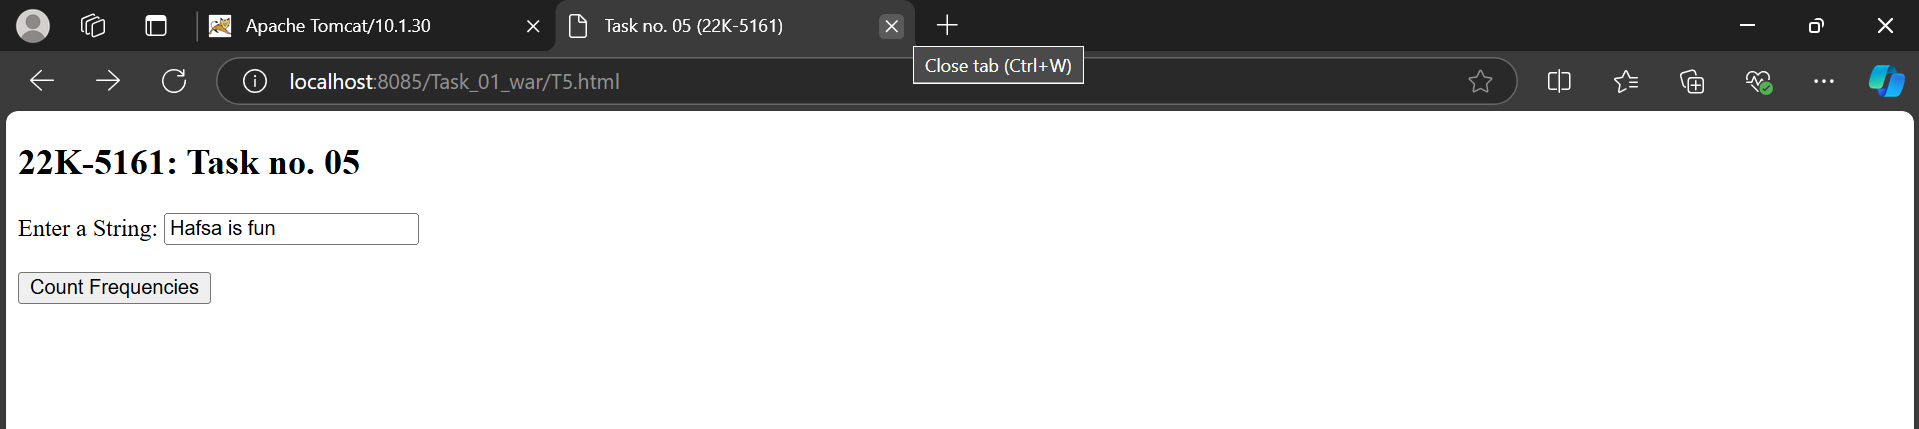 Apache Tomcat/10.1.30
Task no. 05 (22K-5161)
Close tab (Ctrl+W)
localhost:8085/Task_01_war/T5.html
22K-5161: Task no. 05
Enter a String: Hafsa is fun
Count Frequencies